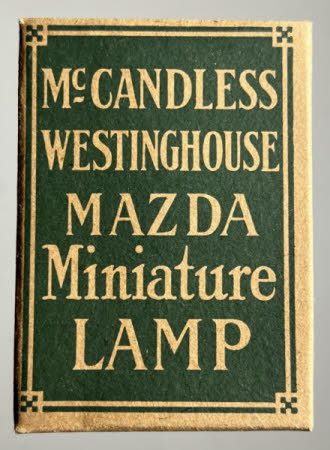 McCANDLESS
WESTINGHOUSE
MAZDA
Miniature
LAMP